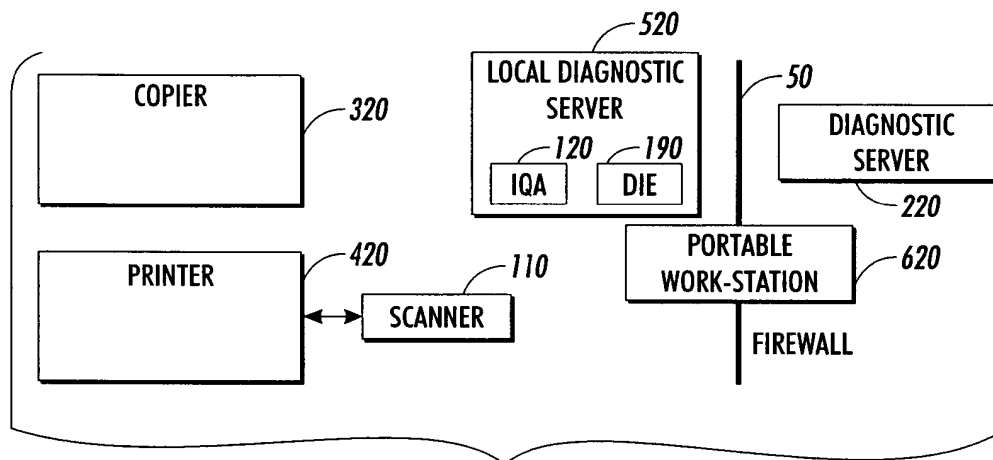 520
LOCAL DIAGNOSTIC
SERVER
120
190
IQA
DIE
COPIER
320
50
DIAGNOSTIC
SERVER
220
PRINTER
420
110
SCANNER
PORTABLE
WORK-STATION
620
FIREWALL